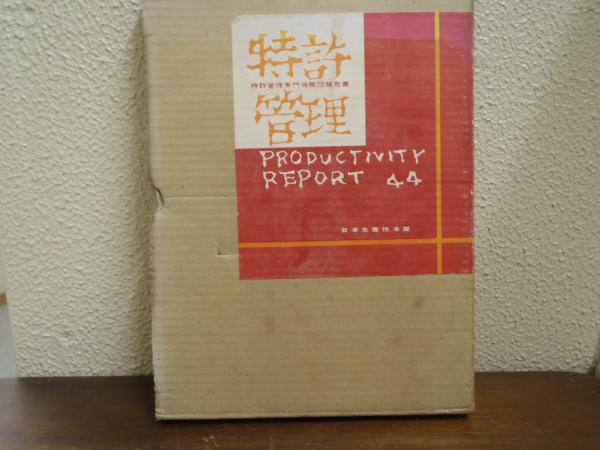 特許
特許管理専門視察団報告書
管理
PRODUCTIVITY
REPORT 44
日本生産性本部